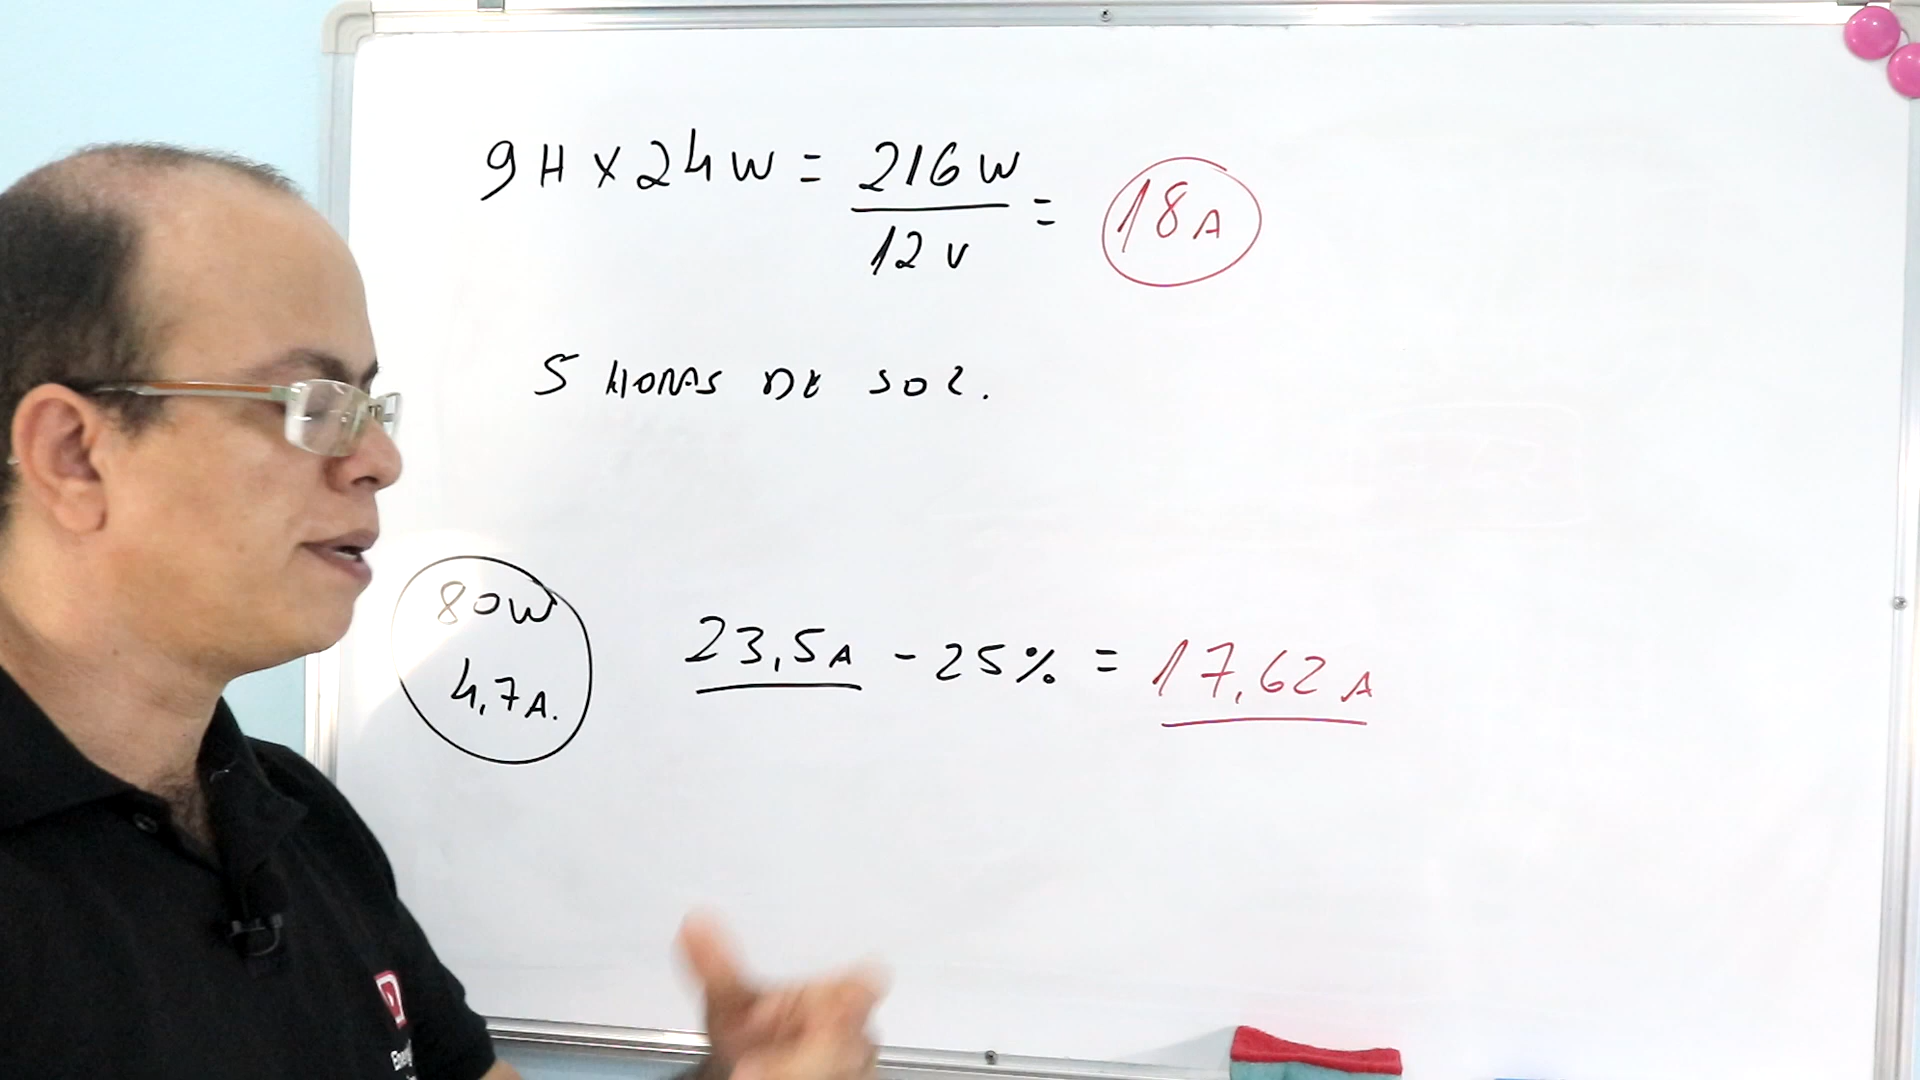 9H x 24W = 216W / 12V = 18A
5 HORAS DE SOL.
80W
4,7A.
23,5A - 25% = 17,62A